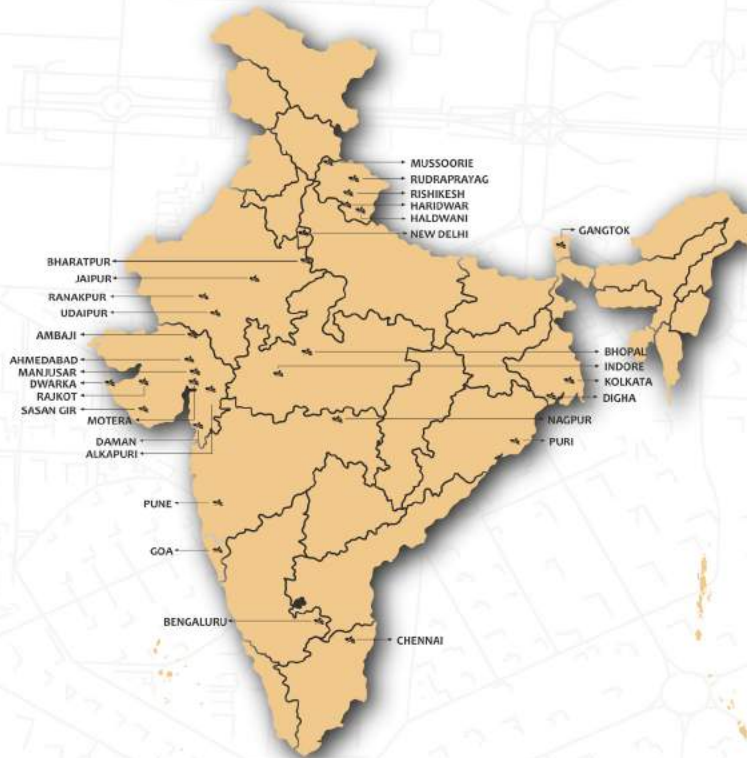 MUSSOORIE
RUDRAPRAYAG
RISHIKESH
HARIDWAR
HALDWANI
NEW DELHI
GANGTOK
BHARATPUR
JAIPUR
RANAKPUR
UDAIPUR
AMBAJI
AHMEDABAD
MANJUSAR
DWARKA
RAJKOT
SASAN GIR
MOTERA
DAMAN
ALKAPURI
BHOPAL
INDORE
KOLKATA
DIGHA
NAGPUR
PURI
PUNE
GOA
BENGALURU
CHENNAI